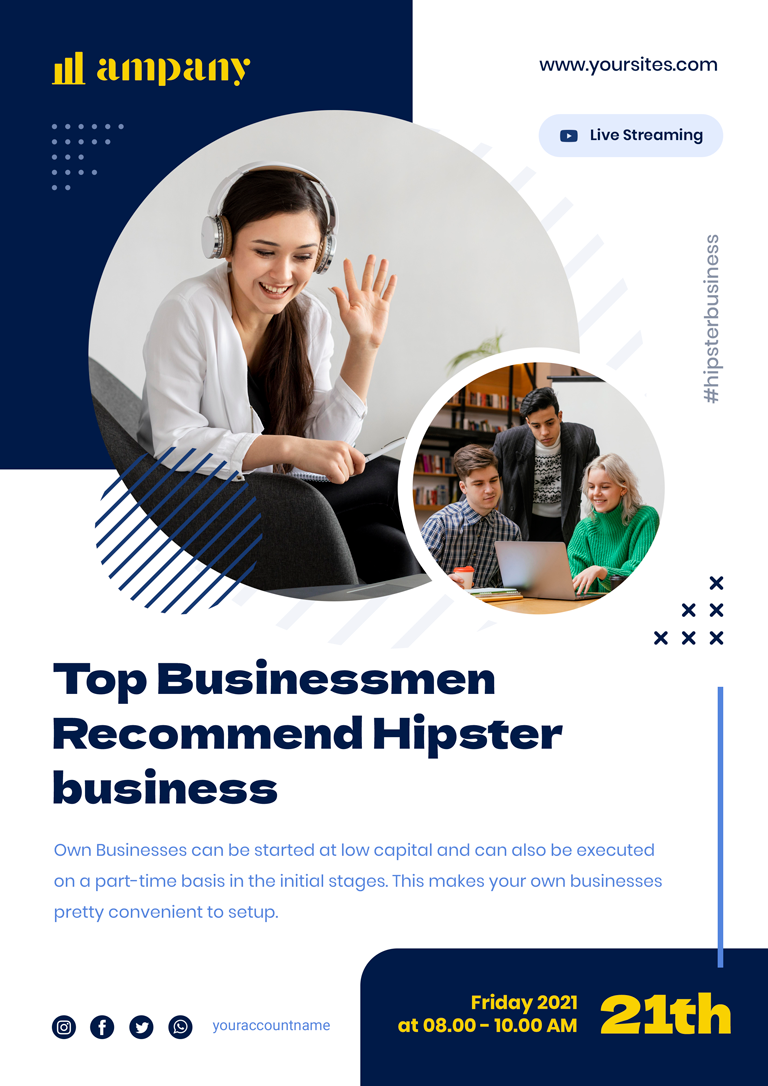 ampany
www.yoursites.com
Live Streaming
#hipsterbusiness
Top Businessmen
Recommend Hipster
business
Own Businesses can be started at low capital and can also be executed
on a part-time basis in the initial stages. This makes your own businesses
pretty convenient to setup.
youraccountname
Friday 2021
at 08.00 - 10.00 AM
21th